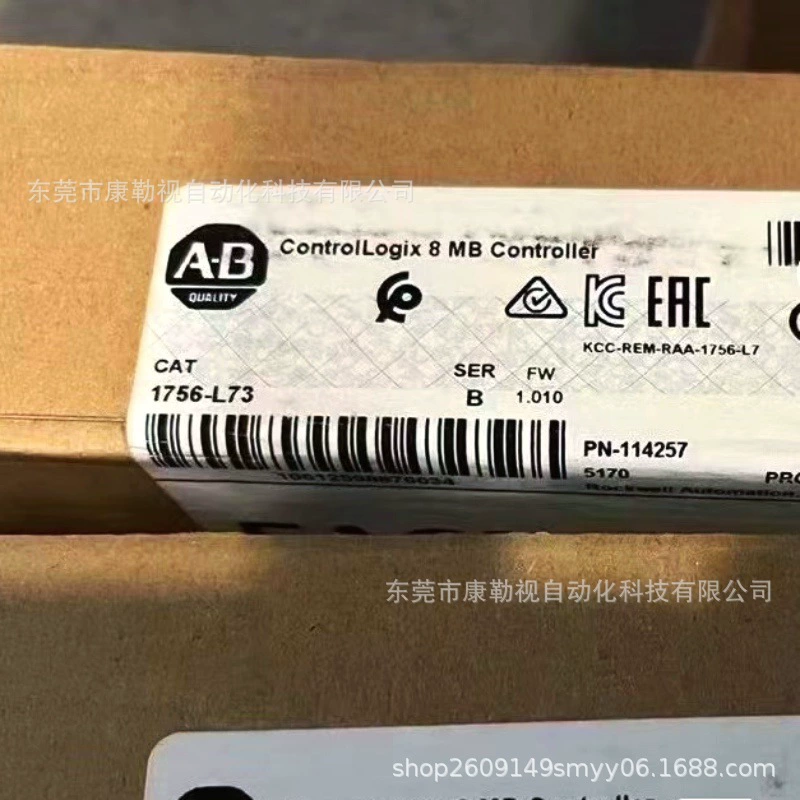 东莞市康勒视自动化科技有限公司
A-B
QUALITY
ControlLogix 8 MB Controller
EAC
KCC-REM-RAA-1756-L7
CAT
1756-L73
SER
B
FW
1.010
PN-114257
5170
Rockwell Automation
东莞市康勒视自动化科技有限公司
shop2609149smyy06.1688.com